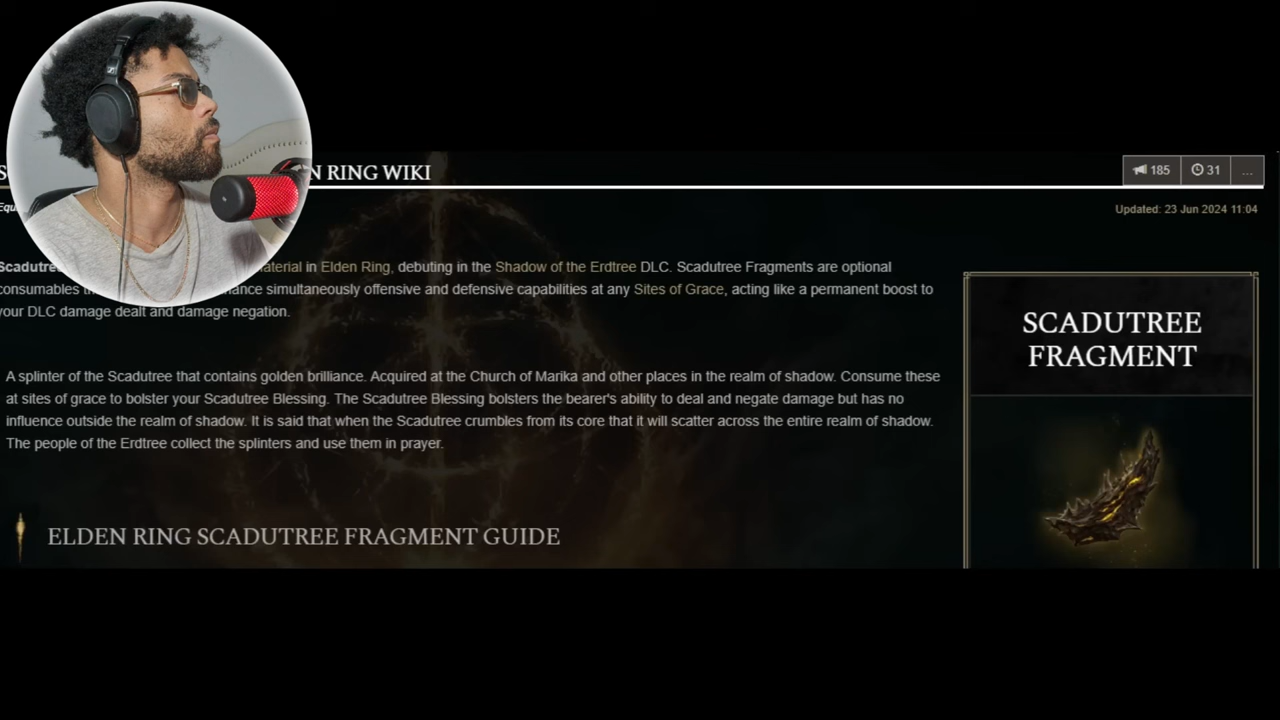 S N RING WIKI
185 31 ...
Equ
Updated: 23 Jun 2024 11:04
Scadutre aterial in Elden Ring, debuting in the Shadow of the Erdtree DLC. Scadutree Fragments are optional
consumables th ance simultaneously offensive and defensive capabilities at any Sites of Grace, acting like a permanent boost to
your DLC damage dealt and damage negation.
SCADUTREE
FRAGMENT
A splinter of the Scadutree that contains golden brilliance. Acquired at the Church of Marika and other places in the realm of shadow. Consume these
at sites of grace to bolster your Scadutree Blessing. The Scadutree Blessing bolsters the bearer's ability to deal and negate damage but has no
influence outside the realm of shadow. It is said that when the Scadutree crumbles from its core that it will scatter across the entire realm of shadow.
The people of the Erdtree collect the splinters and use them in prayer.
ELDEN RING SCADUTREE FRAGMENT GUIDE